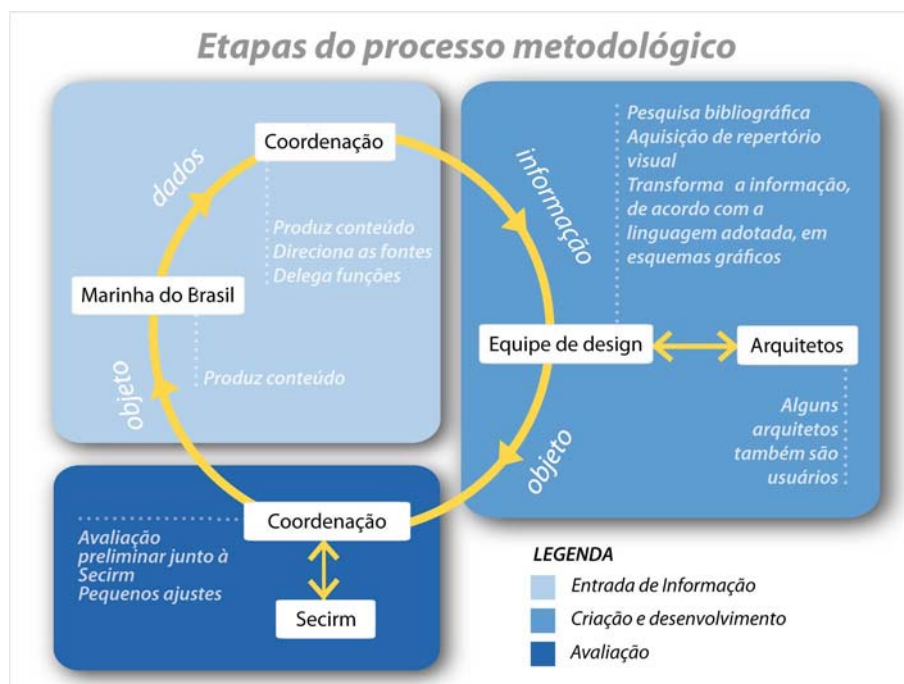 Etapas do processo metodológico
Coordenação
dados
Produz conteúdo
Direciona as fontes
Delega funções
Marinha do Brasil
Produz conteúdo
objeto
informação
Pesquisa bibliográfica
Aquisição de repertório
visual
Transforma a informação,
de acordo com a
linguagem adotada, em
esquemas gráficos
Equipe de design
Arquitetos
Alguns
arquitetos
também são
usuários
objeto
Coordenação
Avaliação
preliminar junto à
Secirm
Pequenos ajustes
Secirm
LEGENDA
Entrada de Informação
Criação e desenvolvimento
Avaliação